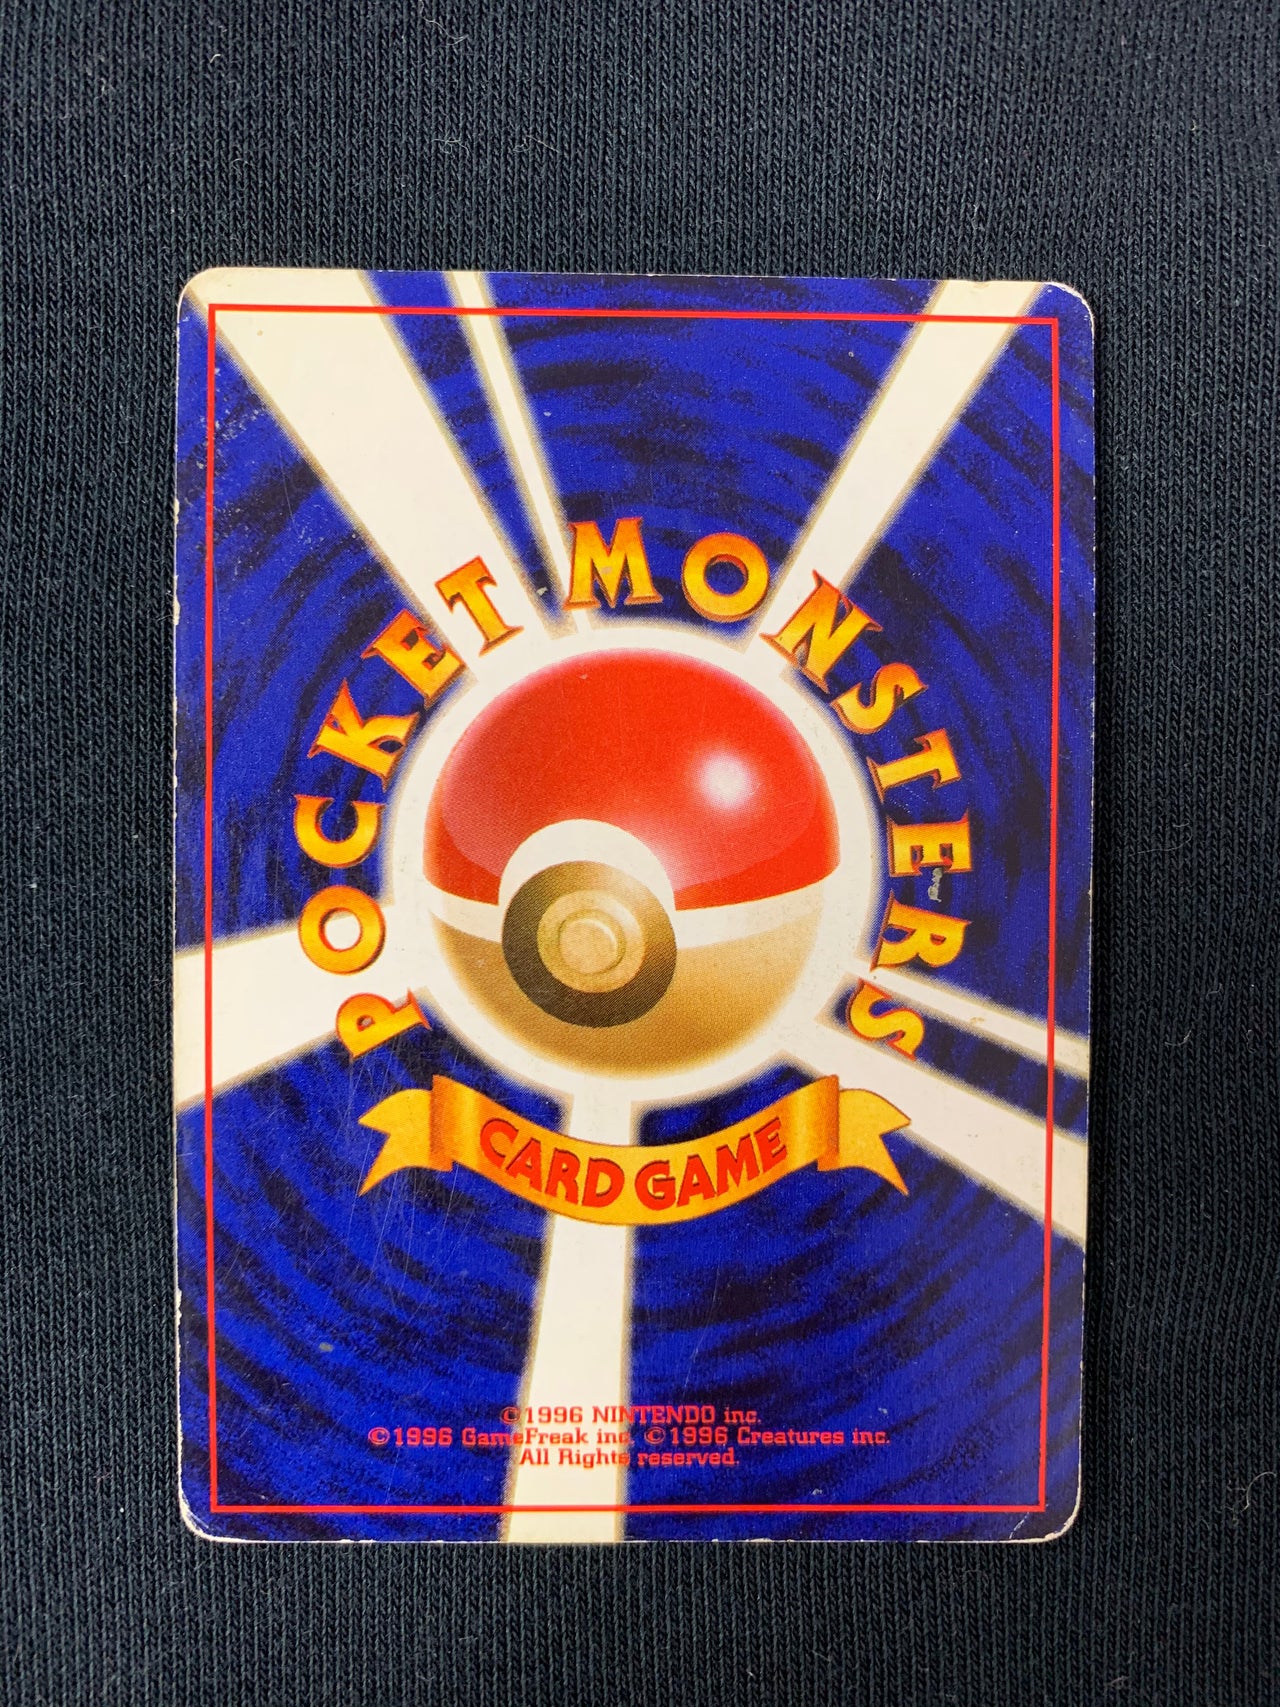 POCKET MONSTERS
CARD GAME
©1996 NINTENDO inc.
©1996 GameFreak inc. ©1996 Creatures inc.
All Rights reserved.